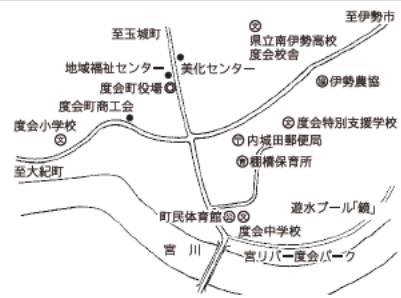 至伊勢市
至玉城町
県立南伊勢高校
度会校舎
美化センター
地域福祉センター
伊勢農協
度会町役場
度会町商工会
度会小学校
度会特別支援学校
内城田郵便局
棚橋保育所
至大紀町
遊水プール「鏡」
町民体育館
度会中学校
宮川
宮リバー度会パーク